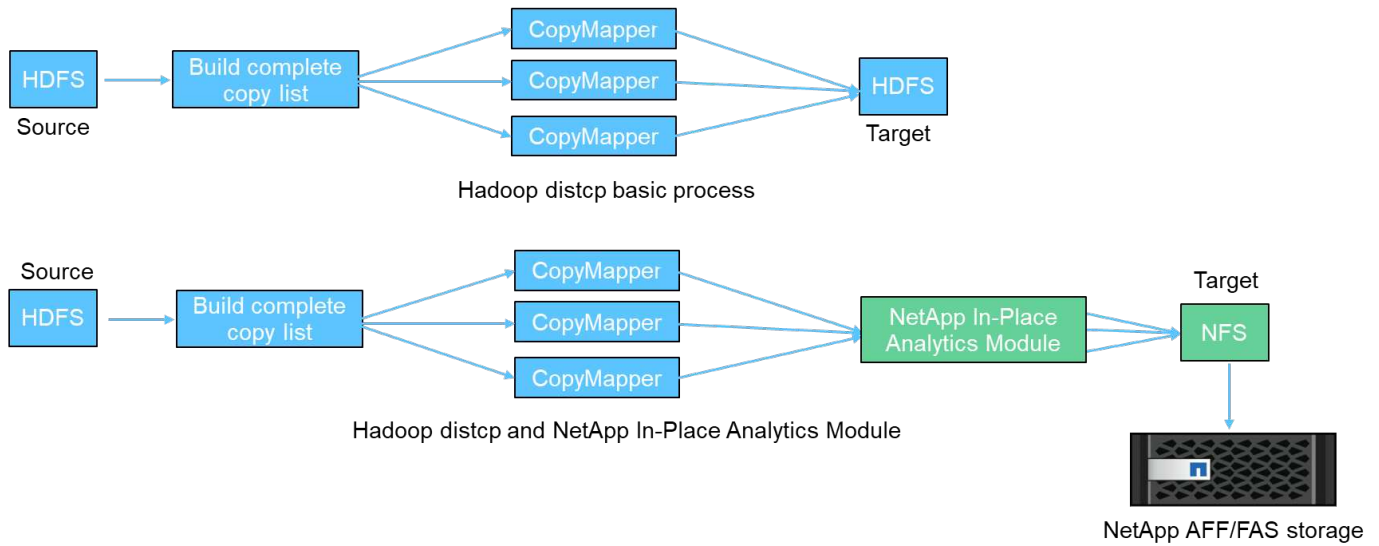 CopyMapper
HDFS
Build complete
copy list
CopyMapper
HDFS
Source
CopyMapper
Target
Hadoop distcp basic process
Source
CopyMapper
Target
HDFS
Build complete
copy list
CopyMapper
NetApp In-Place
Analytics Module
NFS
CopyMapper
Hadoop distcp and NetApp In-Place Analytics Module
NetApp AFF/FAS storage